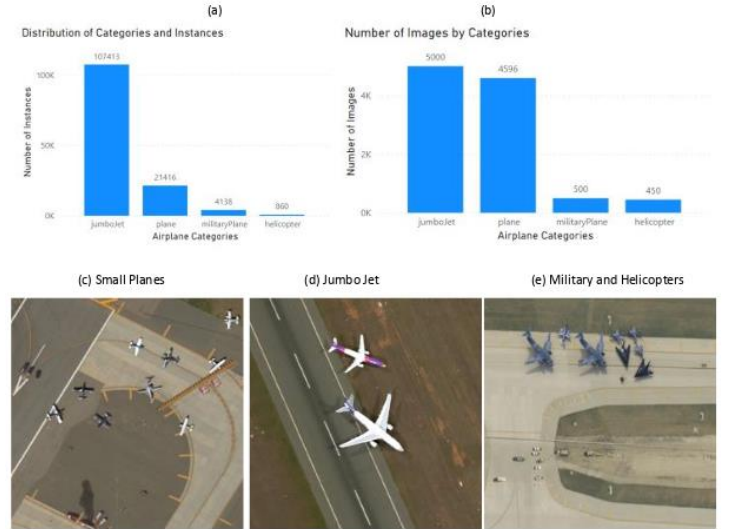 (a)
(b)
Distribution of Categories and Instances
Number of Images by Categories
107413
100K
50K
0K
21416
4138
860
Number of Instances
jumboJet
plane
militaryPlane
helicopter
Airplane Categories
5000
4596
4K
2K
0K
500
450
Number of Images
jumboJet
plane
militaryPlane
helicopter
Airplane Categories
(c) Small Planes
(d) Jumbo Jet
(e) Military and Helicopters